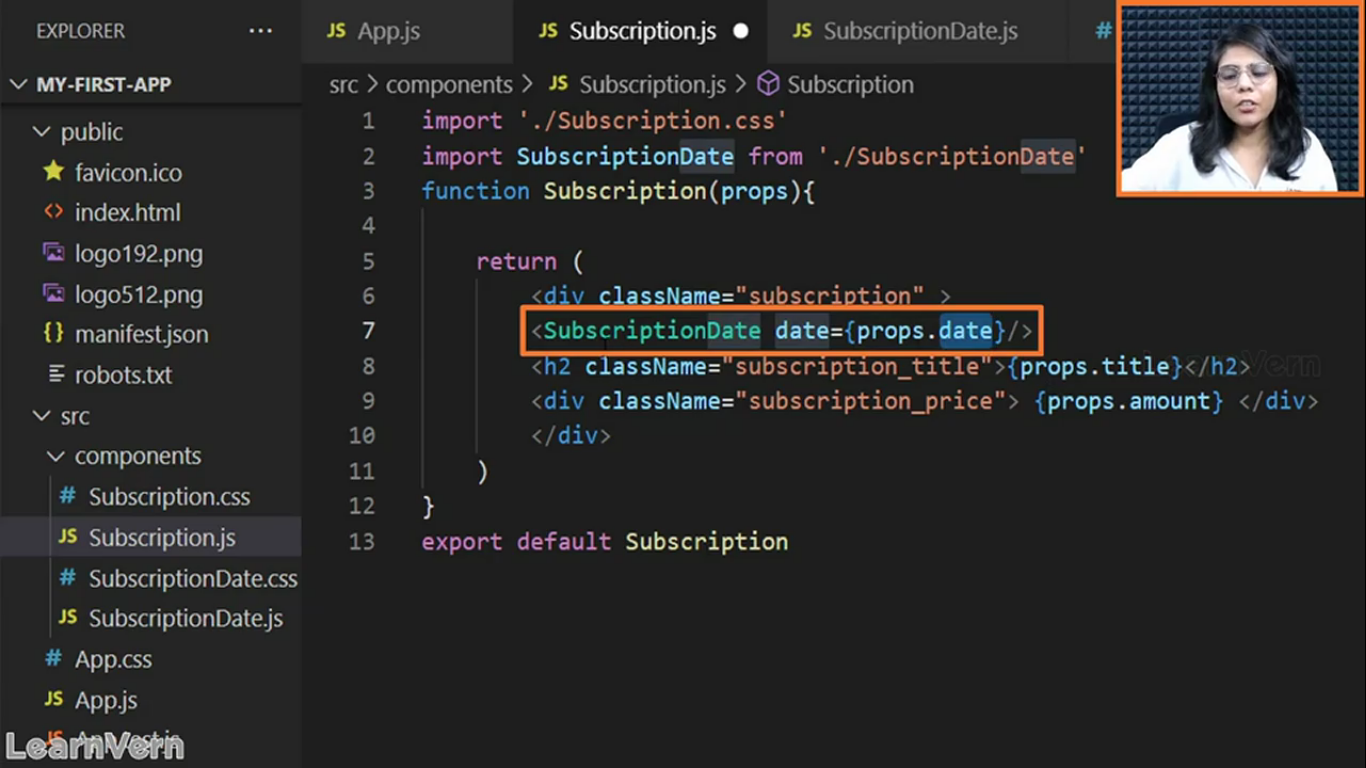 EXPLORER ...
MY-FIRST-APP
public
favicon.ico
index.html
logo192.png
logo512.png
manifest.json
robots.txt
src
components
Subscription.css
JS Subscription.js
SubscriptionDate.css
JS SubscriptionDate.js
App.css
JS App.js
LearnVern
JS App.js
JS Subscription.js
JS SubscriptionDate.js
#
src > components > JS Subscription.js > Subscription
1 import './Subscription.css'
2 import SubscriptionDate from './SubscriptionDate'
3 function Subscription(props){
4
5 return (
6 <div className="subscription" >
7 <SubscriptionDate date={props.date}/>
8 <h2 className="subscription_title">{props.title}</h2>
9 <div className="subscription_price"> {props.amount} </div>
10 </div>
11 )
12 }
13 export default Subscription